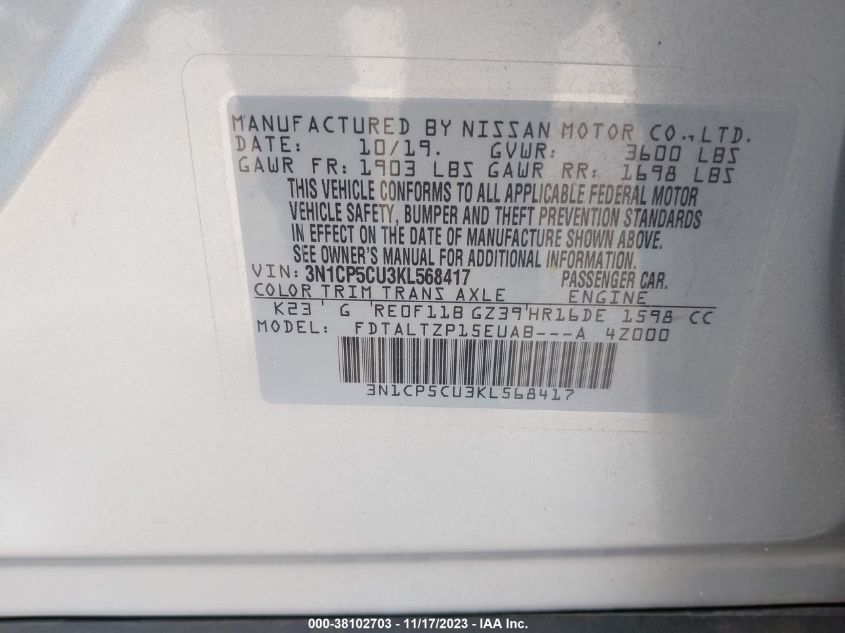 MANUFACTURED BY NISSAN MOTOR CO.,LTD.
DATE: 10/19. GVWR: 3600 LBS
GAWR FR: 1903 LBS GAWR RR: 1698 LBS
THIS VEHICLE CONFORMS TO ALL APPLICABLE FEDERAL MOTOR
VEHICLE SAFETY, BUMPER AND THEFT PREVENTION STANDARDS
IN EFFECT ON THE DATE OF MANUFACTURE SHOWN ABOVE.
SEE OWNER'S MANUAL FOR ADDITIONAL INFORMATION.
VIN: 3N1CP5CU3KL568417 PASSENGER CAR.
COLOR TRIM TRANS AXLE ENGINE
K23 G RE0F11B GZ39 HR16DE 1598 CC
MODEL: FDTALTZP15EUAB---A 4Z000
3N1CP5CU3KL568417
000-38102703 - 11/17/2023 - IAA Inc.